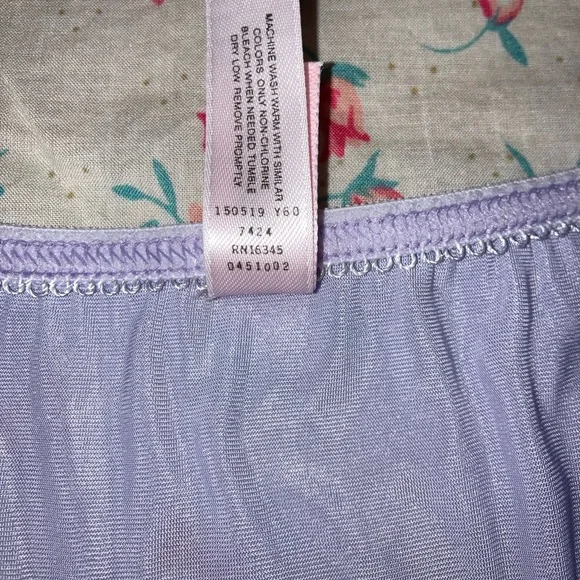 MACHINE WASH WARM WITH SIMILAR
COLORS ONLY NON-CHLORINE
BLEACH WHEN NEEDED. TUMBLE
DRY LOW REMOVE PROMPTLY
150519 Y60
7424
RN16345
0451002